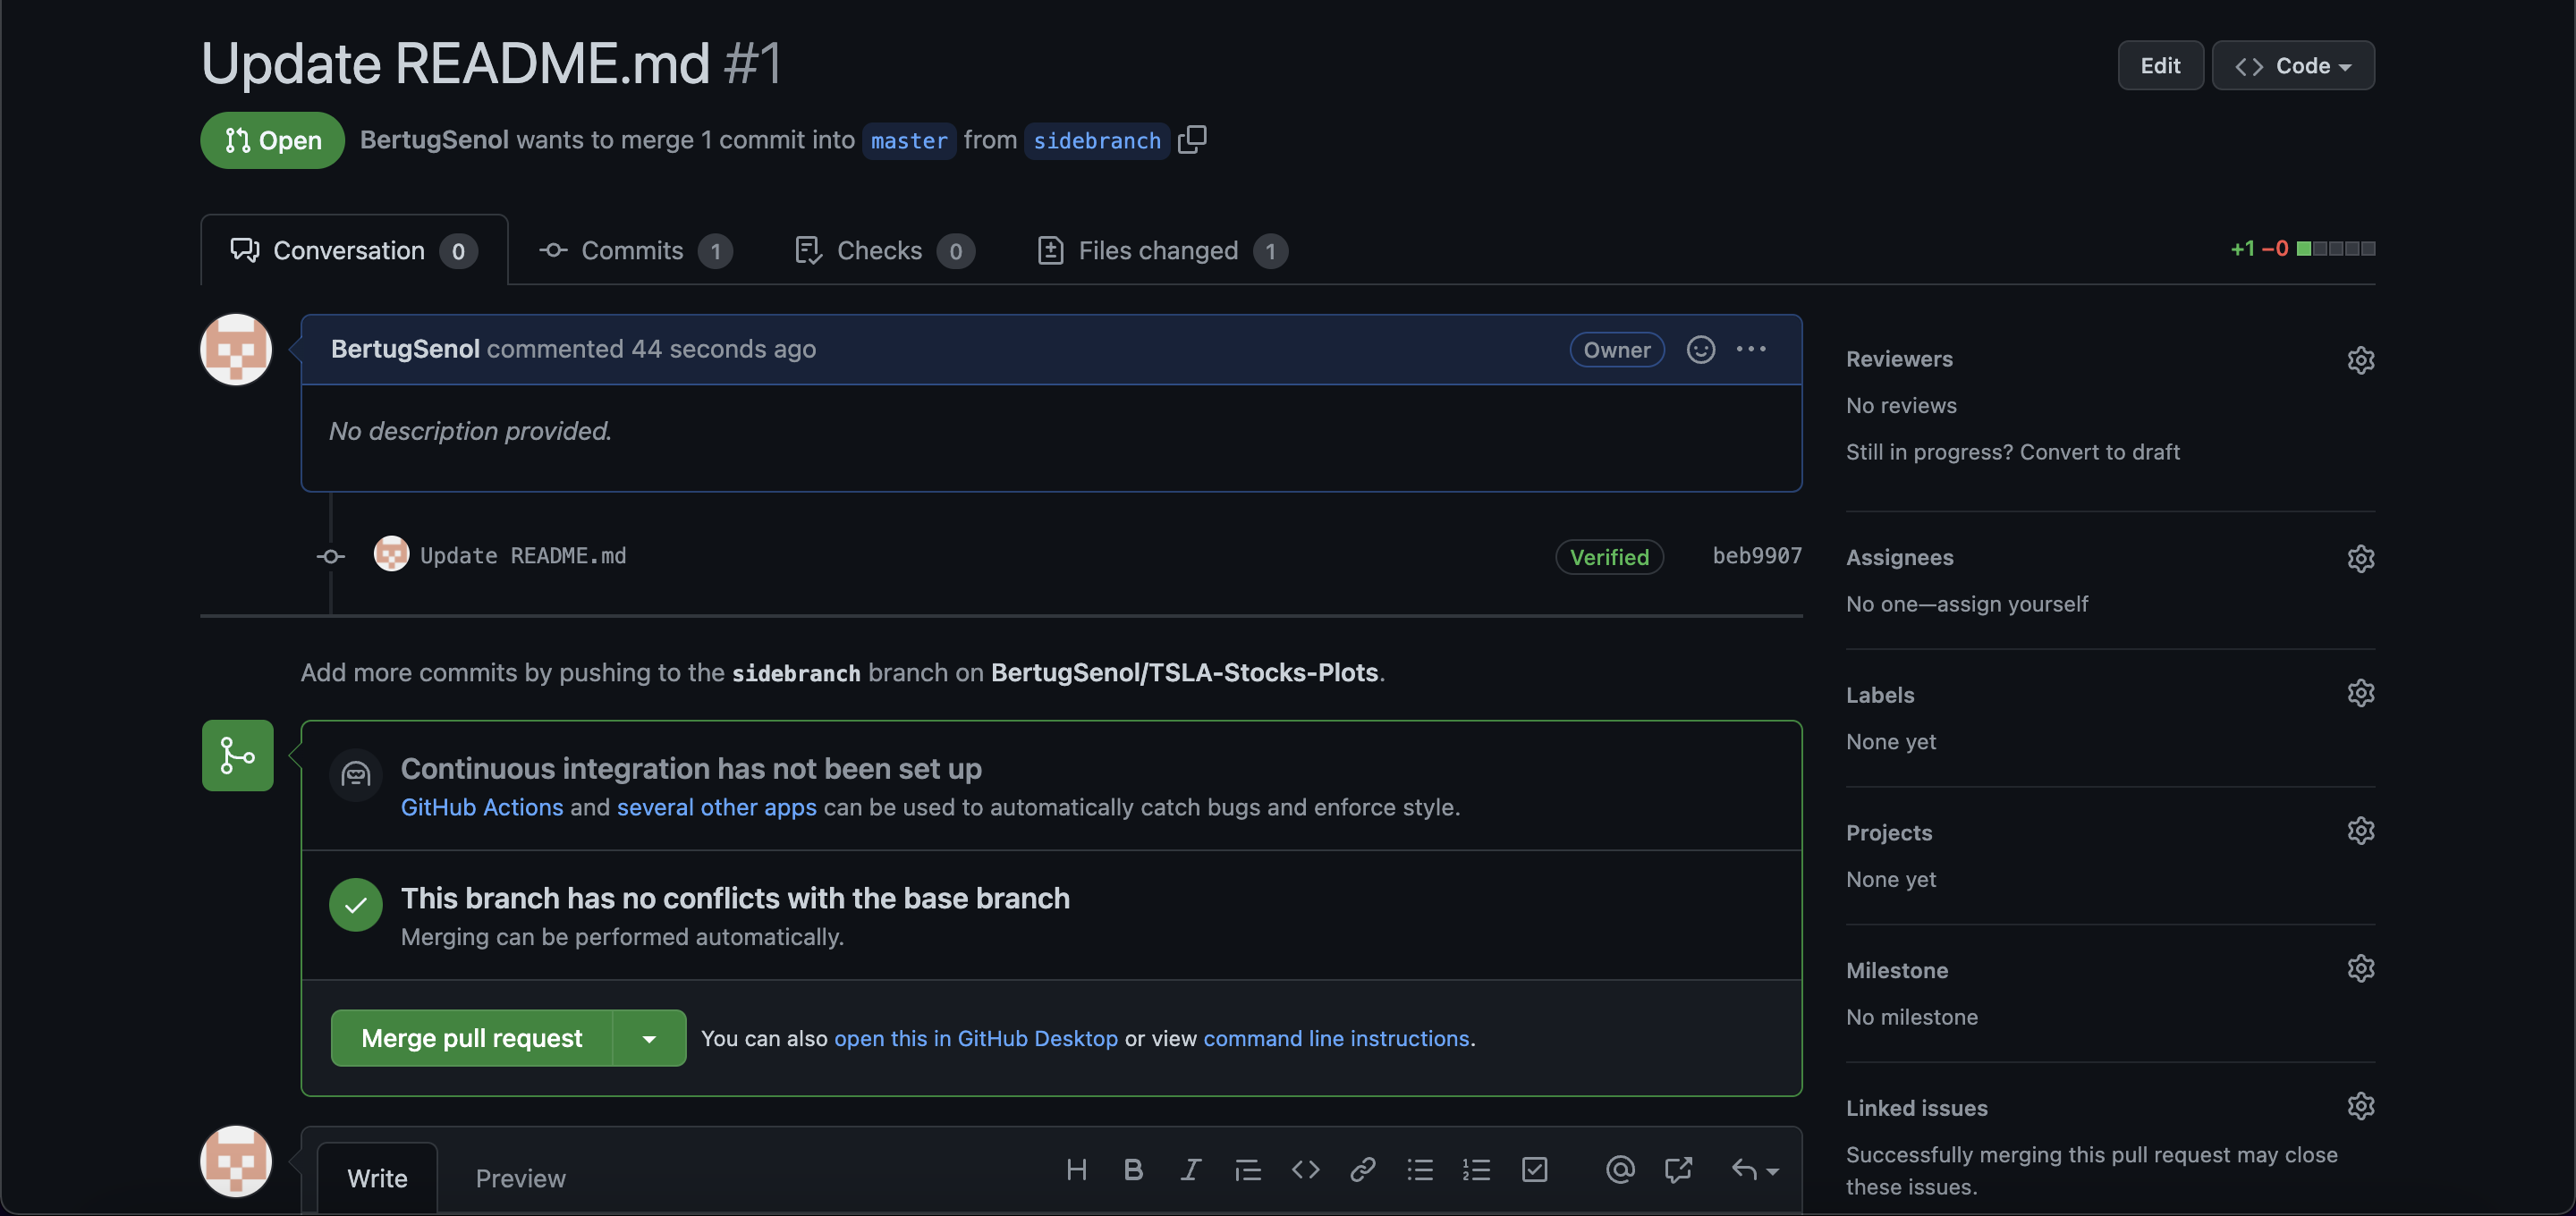 Update README.md #1
Edit
Code
Open
BertugSenol wants to merge 1 commit into master from sidebranch
Conversation 0
Commits 1
Checks 0
Files changed 1
+1 −0
BertugSenol commented 44 seconds ago
Owner
No description provided.
Update README.md
Verified
beb9907
Add more commits by pushing to the sidebranch branch on BertugSenol/TSLA-Stocks-Plots.
Continuous integration has not been set up
GitHub Actions and several other apps can be used to automatically catch bugs and enforce style.
This branch has no conflicts with the base branch
Merging can be performed automatically.
Merge pull request
You can also open this in GitHub Desktop or view command line instructions.
Write
Preview
Reviewers
No reviews
Still in progress? Convert to draft
Assignees
No one—assign yourself
Labels
None yet
Projects
None yet
Milestone
No milestone
Linked issues
Successfully merging this pull request may close
these issues.